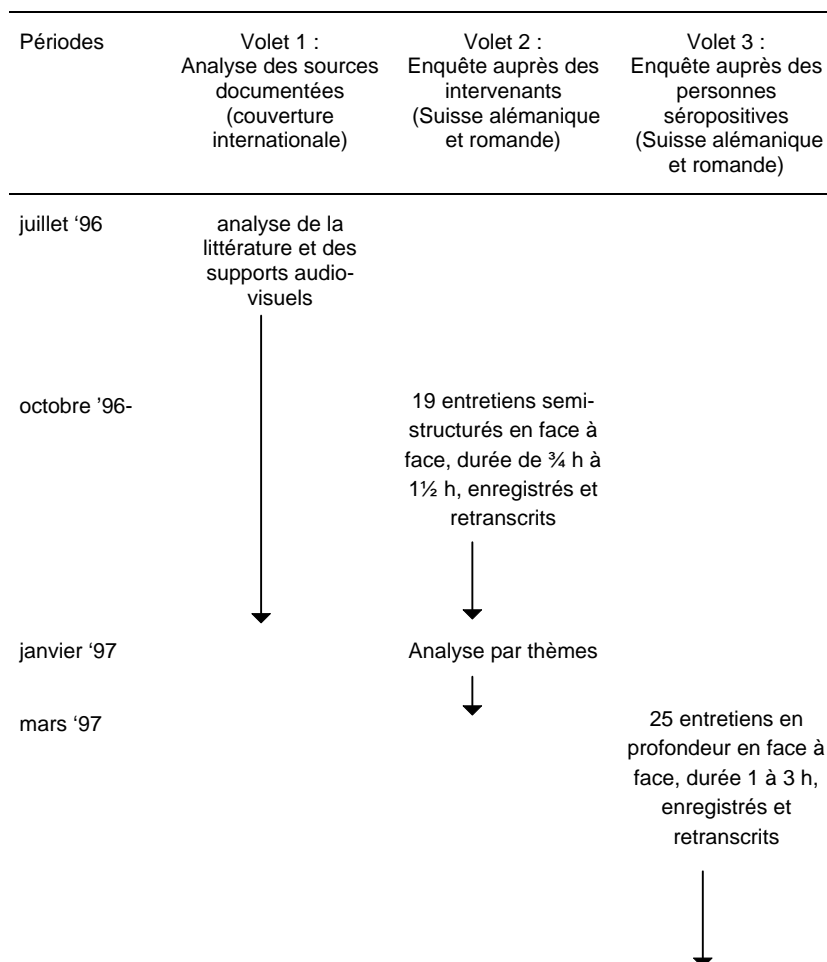 Périodes
Volet 1 :
Analyse des sources
documentées
(couverture
internationale)
Volet 2 :
Enquête auprès des
intervenants
(Suisse alémanique
et romande)
Volet 3 :
Enquête auprès des
personnes
séropositives
(Suisse alémanique
et romande)
juillet ‘96
analyse de la
littérature et des
supports audio-
visuels
octobre ’96-
19 entretiens semi-
structurés en face à
face, durée de ¾ h à
1½ h, enregistrés et
retranscrits
janvier ‘97
Analyse par thèmes
mars ‘97
25 entretiens en
profondeur en face à
face, durée 1 à 3 h,
enregistrés et
retranscrits